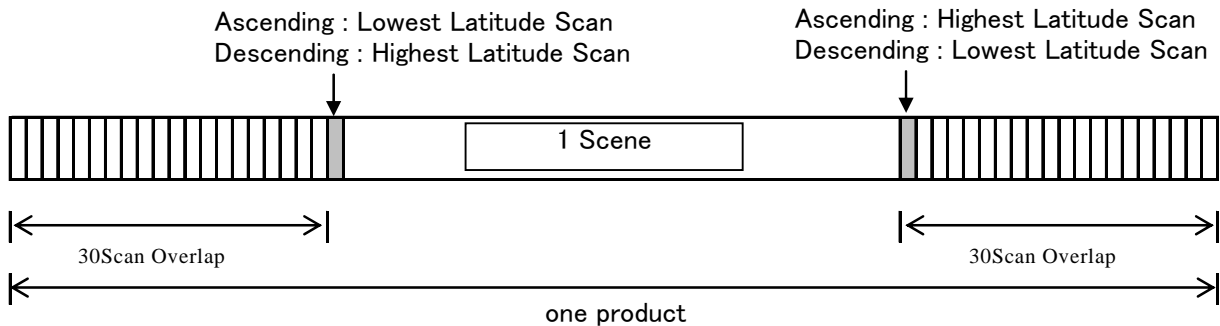 Ascending : Lowest Latitude Scan
Descending : Highest Latitude Scan
Ascending : Highest Latitude Scan
Descending : Lowest Latitude Scan
1 Scene
30Scan Overlap
30Scan Overlap
one product